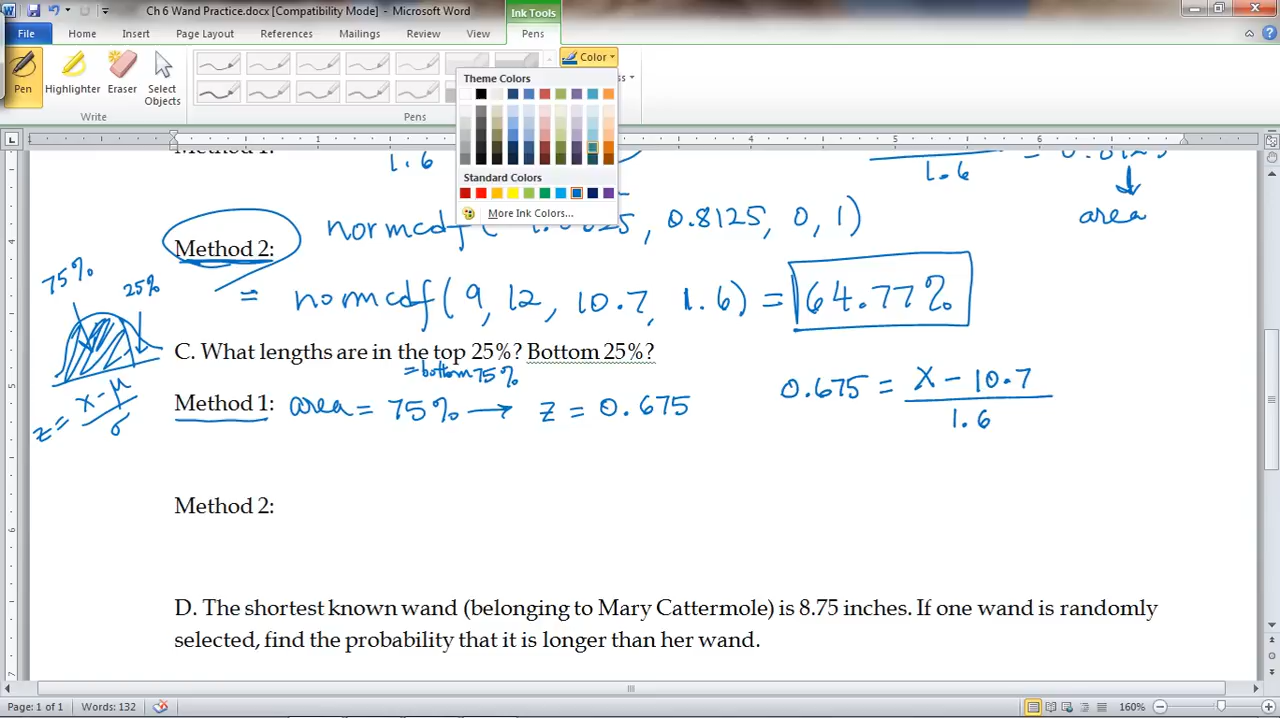 Ch 6 Wand Practice.docx [Compatibility Mode] - Microsoft Word
Ink Tools
File Home Insert Page Layout References Mailings Review View Pens
Pen Highlighter Eraser Select Objects
Color
Write Pens
Theme Colors
Standard Colors
More Ink Colors...
1 4 5 6
1.6
1.6
area
normcdf( , 0.8125, 0, 1)
Method 2:
75%
25%
= normcdf(9, 12, 10.7, 1.6) = 64.77%
C. What lengths are in the top 25%? Bottom 25%?
=bottom 75%
Method 1: area = 75% → z = 0.675
0.675 = x - 10.7
1.6
z = x - μ
σ
Method 2:
D. The shortest known wand (belonging to Mary Cattermole) is 8.75 inches. If one wand is randomly
selected, find the probability that it is longer than her wand.
Page: 1 of 1 Words: 132 160%